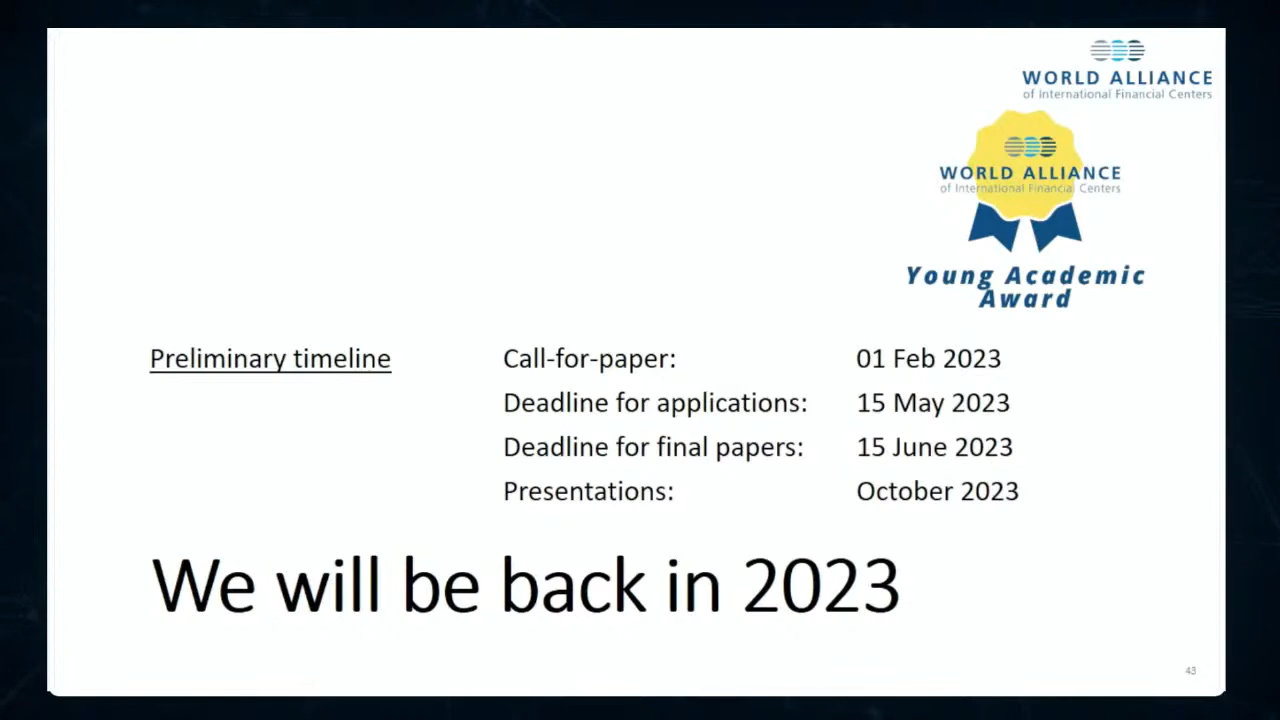 WORLD ALLIANCE
of International Financial Centers
WORLD ALLIANCE
of International Financial Centers
Young Academic
Award
Preliminary timeline
Call-for-paper: 01 Feb 2023
Deadline for applications: 15 May 2023
Deadline for final papers: 15 June 2023
Presentations: October 2023
We will be back in 2023
43